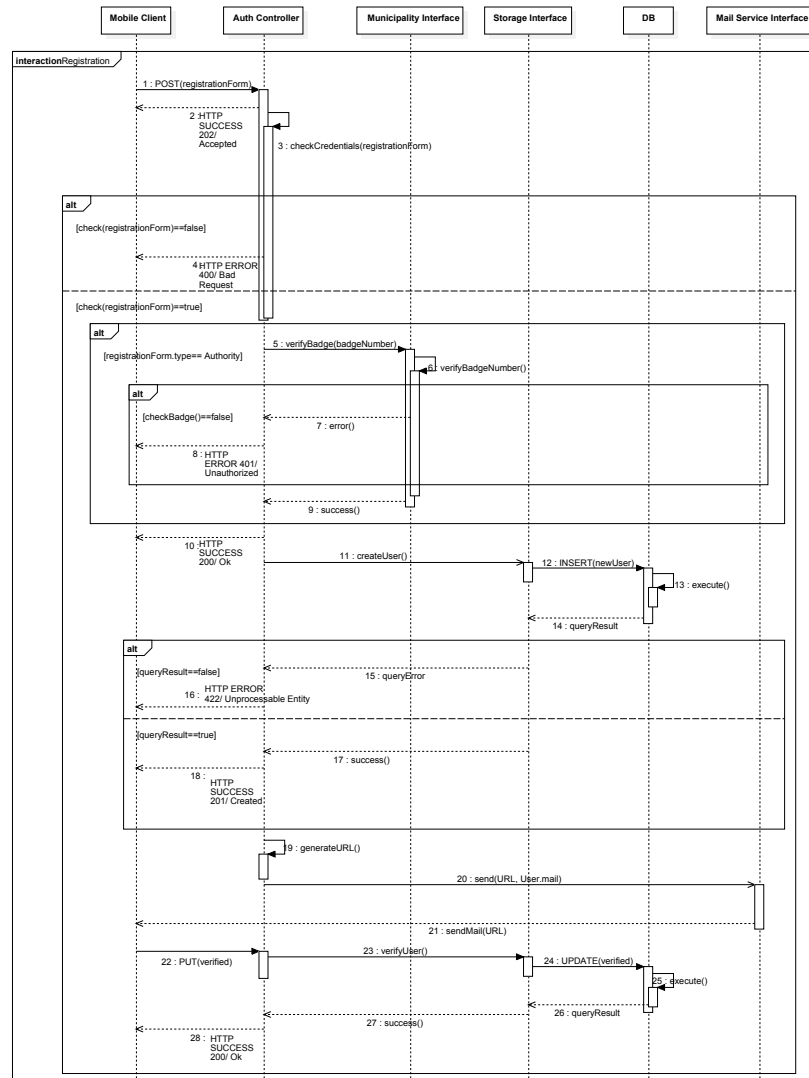 Mobile Client
Auth Controller
Municipality Interface
Storage Interface
DB
Mail Service Interface
interactionRegistration
1 : POST(registrationForm)
2 :HTTP
SUCCESS
202/
Accepted
3 : checkCredentials(registrationForm)
alt
[check(registrationForm)==false]
4 HTTP ERROR
400/ Bad
Request
[check(registrationForm)==true]
alt
[registrationForm.type== Authority]
5 : verifyBadge(badgeNumber)
6 : verifyBadgeNumber()
alt
[checkBadge()==false]
7 : error()
8 : HTTP
ERROR 401/
Unauthorized
9 : success()
10 :HTTP
SUCCESS
200/ Ok
11 : createUser()
12 : INSERT(newUser)
13 : execute()
14 : queryResult
alt
[queryResult==false]
15 : queryError
16 : HTTP ERROR
422/ Unprocessable Entity
[queryResult==true]
17 : success()
18 :
HTTP
SUCCESS
201/ Created
19 : generateURL()
20 : send(URL, User.mail)
21 : sendMail(URL)
22 : PUT(verified)
23 : verifyUser()
24 : UPDATE(verified)
25 : execute()
26 : queryResult
27 : success()
28 : HTTP
SUCCESS
200/ Ok